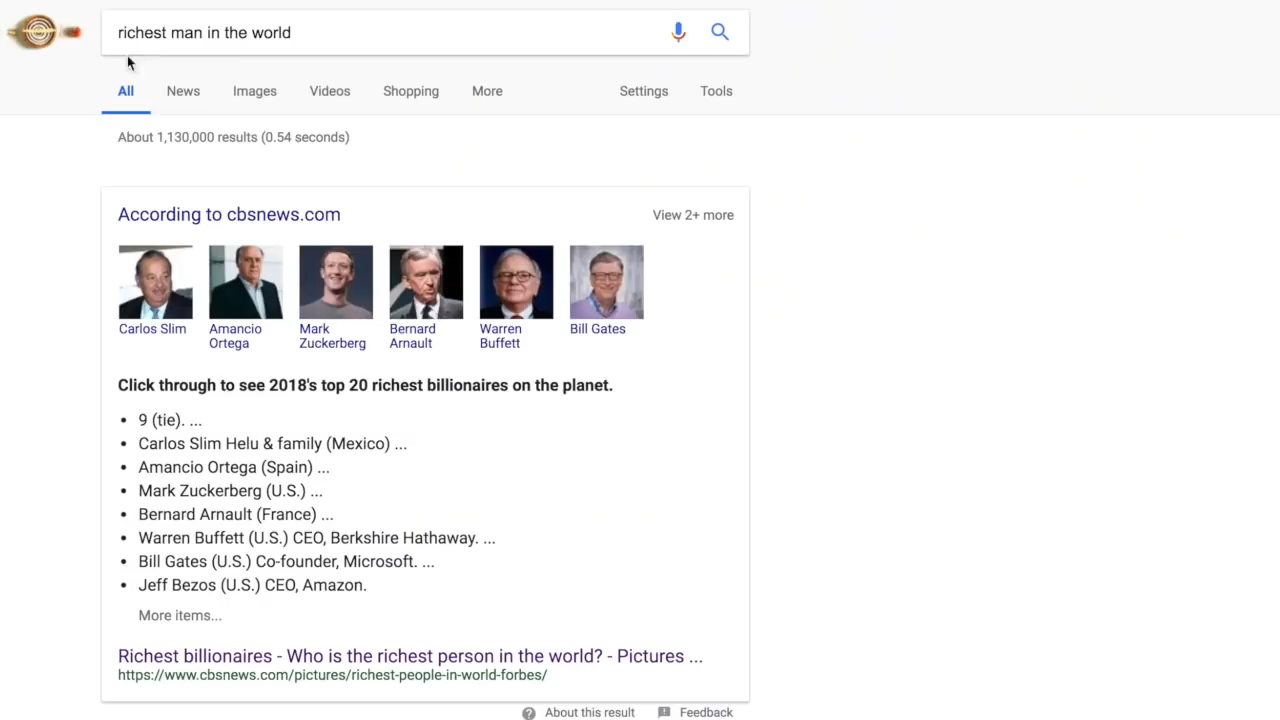 richest man in the world
All News Images Videos Shopping More Settings Tools
About 1,130,000 results (0.54 seconds)
According to cbsnews.com View 2+ more
Carlos Slim Amancio Mark Bernard Warren Bill Gates
Ortega Zuckerberg Arnault Buffett
Click through to see 2018's top 20 richest billionaires on the planet.
• 9 (tie). ...
• Carlos Slim Helu & family (Mexico) ...
• Amancio Ortega (Spain) ...
• Mark Zuckerberg (U.S.) ...
• Bernard Arnault (France) ...
• Warren Buffett (U.S.) CEO, Berkshire Hathaway. ...
• Bill Gates (U.S.) Co-founder, Microsoft. ...
• Jeff Bezos (U.S.) CEO, Amazon.
More items...
Richest billionaires - Who is the richest person in the world? - Pictures ...
https://www.cbsnews.com/pictures/richest-people-in-world-forbes/
About this result Feedback